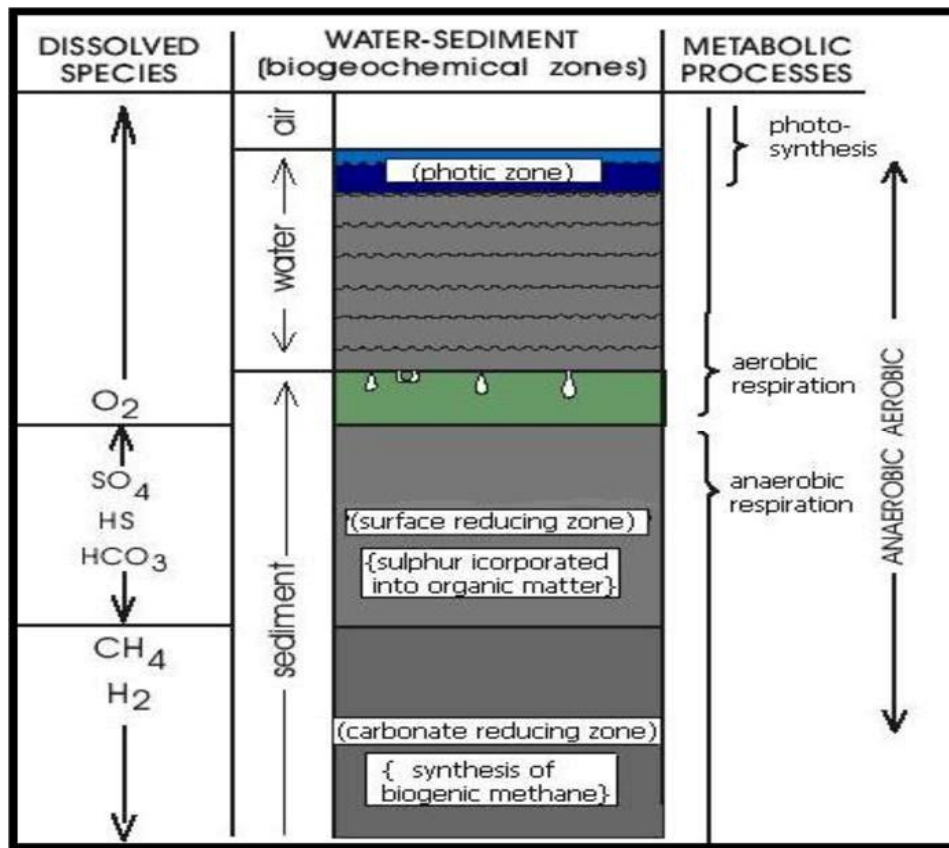 DISSOLVED
SPECIES
WATER-SEDIMENT
(biogeochemical zones)
METABOLIC
PROCESSES
air
(photic zone)
photo-
synthesis
water
O2
aerobic
respiration
AEROBIC
ANAEROBIC
SO4
HS
HCO3
anaerobic
respiration
(surface reducing zone)
{sulphur icorporated
into organic matter}
sediment
CH4
H2
(carbonate reducing zone)
{ synthesis of
biogenic methane}